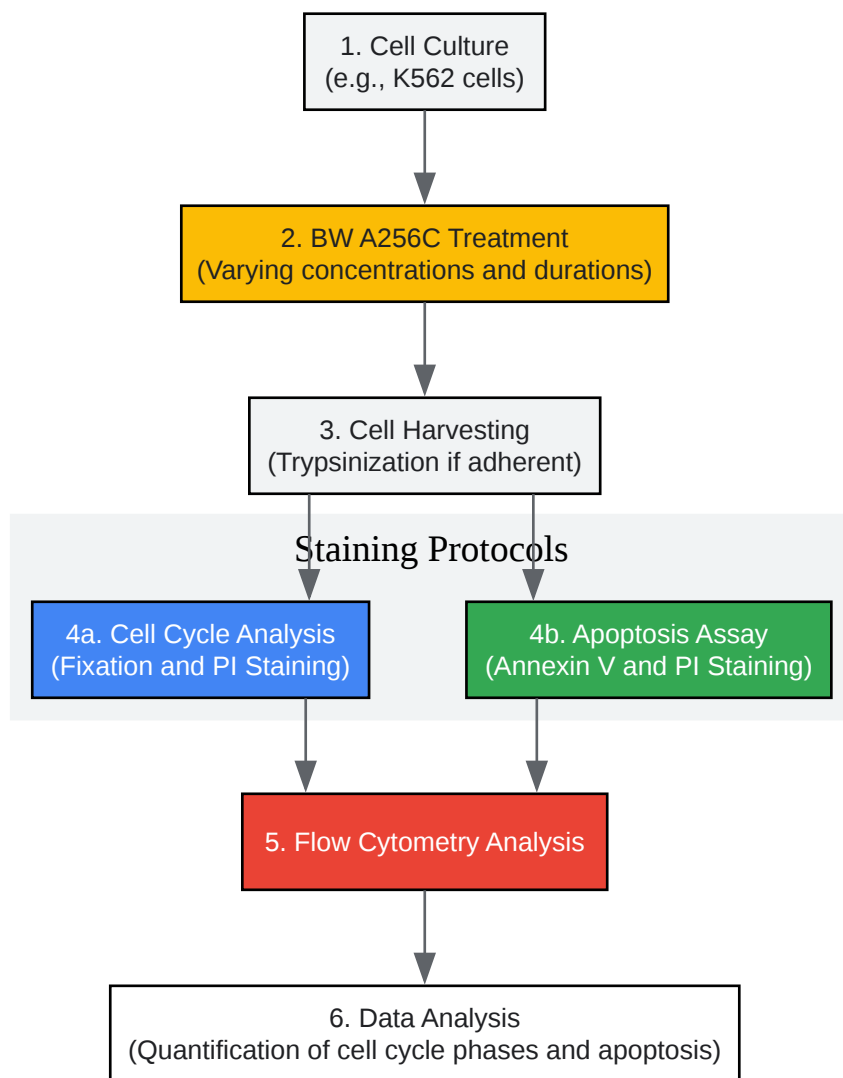 1. Cell Culture
(e.g., K562 cells)
2. BW A256C Treatment
(Varying concentrations and durations)
3. Cell Harvesting
(Trypsinization if adherent)
Staining Protocols
4a. Cell Cycle Analysis
(Fixation and PI Staining)
4b. Apoptosis Assay
(Annexin V and PI Staining)
5. Flow Cytometry Analysis
6. Data Analysis
(Quantification of cell cycle phases and apoptosis)